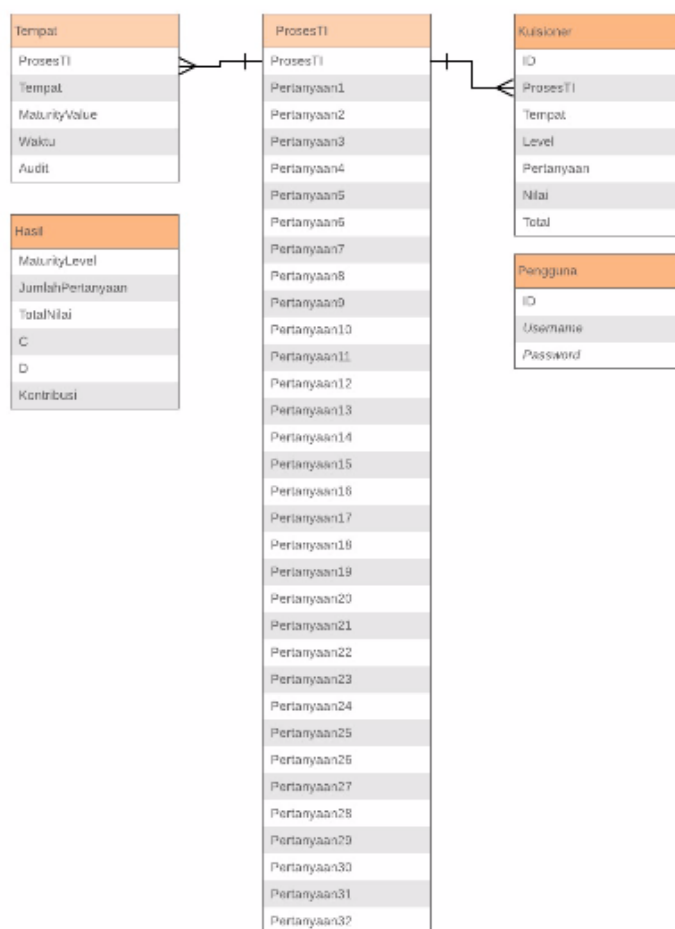 Tempat
ProsesTI
Tempat
MaturityValue
Waktu
Audit
Hasil
MaturityLevel
JumlahPertanyaan
TotalNilai
C
D
Kontribusi
ProsesTI
ProsesTI
Pertanyaan1
Pertanyaan2
Pertanyaan3
Pertanyaan4
Pertanyaan5
Pertanyaan6
Pertanyaan7
Pertanyaan8
Pertanyaan9
Pertanyaan10
Pertanyaan11
Pertanyaan12
Pertanyaan13
Pertanyaan14
Pertanyaan15
Pertanyaan16
Pertanyaan17
Pertanyaan18
Pertanyaan19
Pertanyaan20
Pertanyaan21
Pertanyaan22
Pertanyaan23
Pertanyaan24
Pertanyaan25
Pertanyaan26
Pertanyaan27
Pertanyaan28
Pertanyaan29
Pertanyaan30
Pertanyaan31
Pertanyaan32
Kuisioner
ID
ProsesTI
Tempat
Level
Pertanyaan
Nilai
Total
Pengguna
ID
Username
Password